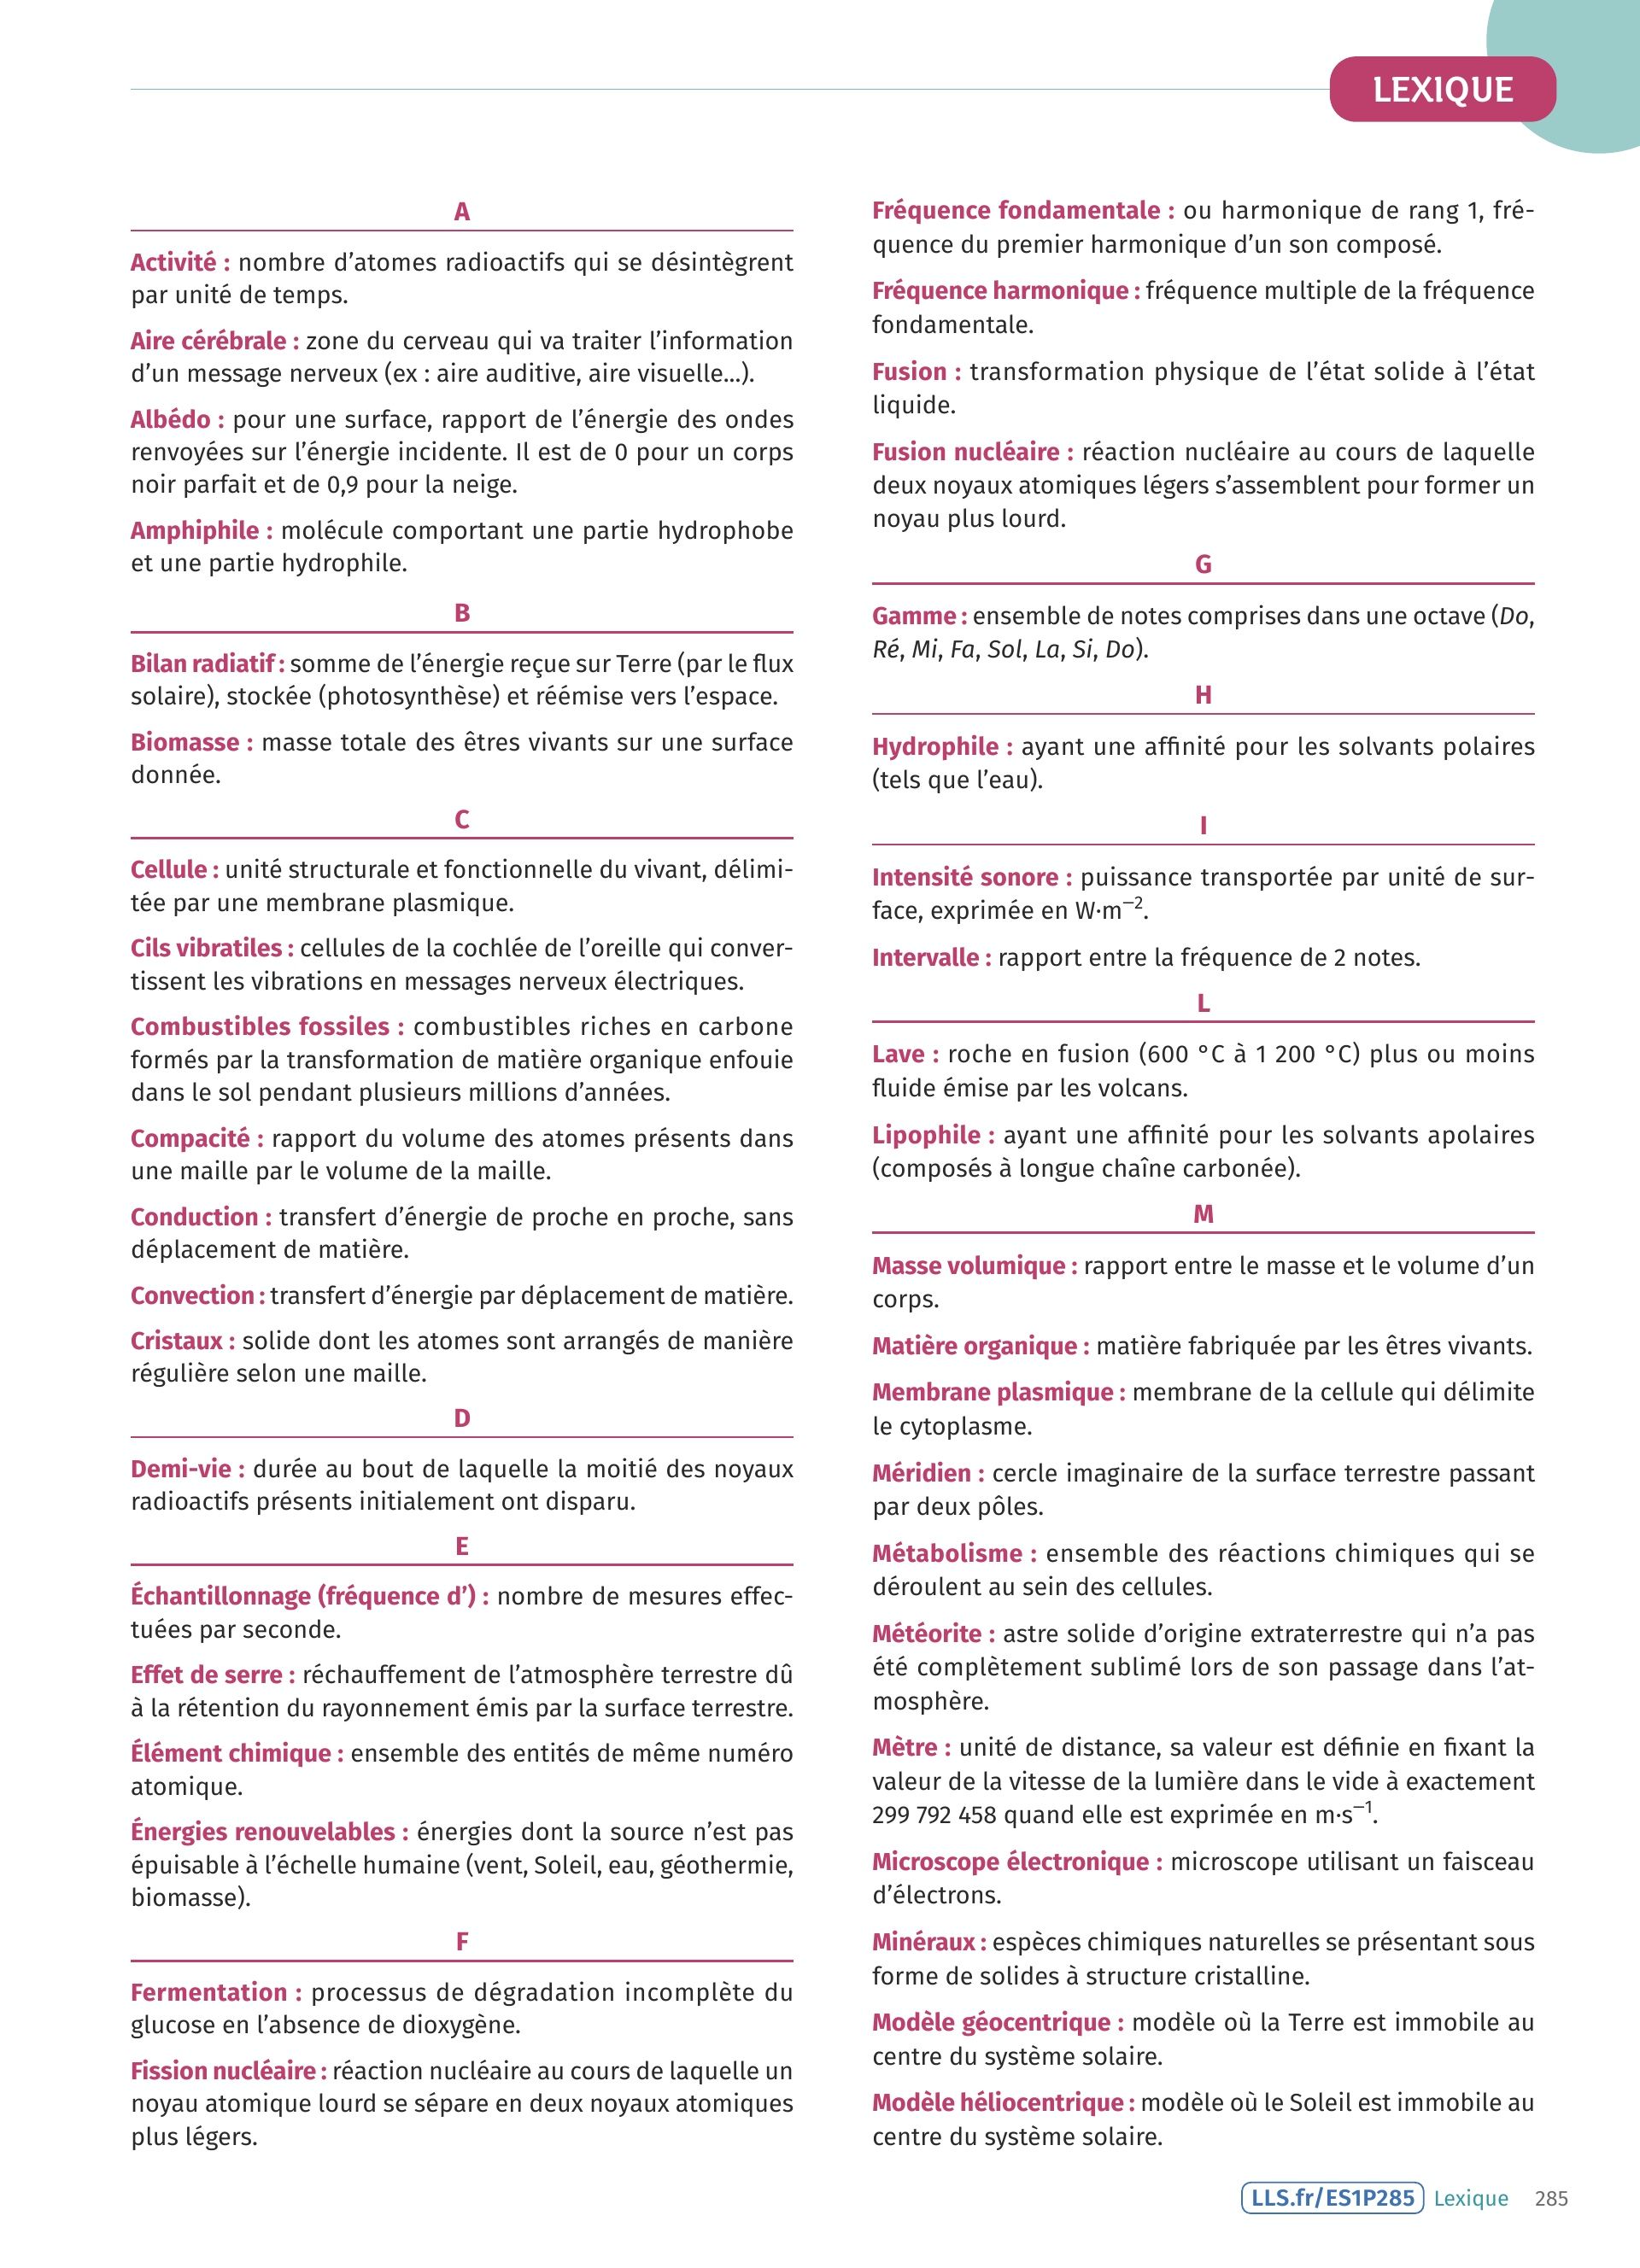 LEXIQUE
A
Activité : nombre d’atomes radioactifs qui se désintègrent
par unité de temps.
Aire cérébrale : zone du cerveau qui va traiter l’information
d’un message nerveux (ex : aire auditive, aire visuelle…).
Albédo : pour une surface, rapport de l’énergie des ondes
renvoyées sur l’énergie incidente. Il est de 0 pour un corps
noir parfait et de 0,9 pour la neige.
Amphiphile : molécule comportant une partie hydrophobe
et une partie hydrophile.
B
Bilan radiatif : somme de l’énergie reçue sur Terre (par le flux
solaire), stockée (photosynthèse) et réémise vers l’espace.
Biomasse : masse totale des êtres vivants sur une surface
donnée.
C
Cellule : unité structurale et fonctionnelle du vivant, délimi-
tée par une membrane plasmique.
Cils vibratiles : cellules de la cochlée de l’oreille qui conver-
tissent les vibrations en messages nerveux électriques.
Combustibles fossiles : combustibles riches en carbone
formés par la transformation de matière organique enfouie
dans le sol pendant plusieurs millions d’années.
Compacité : rapport du volume des atomes présents dans
une maille par le volume de la maille.
Conduction : transfert d’énergie de proche en proche, sans
déplacement de matière.
Convection : transfert d’énergie par déplacement de matière.
Cristaux : solide dont les atomes sont arrangés de manière
régulière selon une maille.
D
Demi-vie : durée au bout de laquelle la moitié des noyaux
radioactifs présents initialement ont disparu.
E
Échantillonnage (fréquence d’) : nombre de mesures effec-
tuées par seconde.
Effet de serre : réchauffement de l’atmosphère terrestre dû
à la rétention du rayonnement émis par la surface terrestre.
Élément chimique : ensemble des entités de même numéro
atomique.
Énergies renouvelables : énergies dont la source n’est pas
épuisable à l’échelle humaine (vent, Soleil, eau, géothermie,
biomasse).
F
Fermentation : processus de dégradation incomplète du
glucose en l’absence de dioxygène.
Fission nucléaire : réaction nucléaire au cours de laquelle un
noyau atomique lourd se sépare en deux noyaux atomiques
plus légers.
Fréquence fondamentale : ou harmonique de rang 1, fré-
quence du premier harmonique d’un son composé.
Fréquence harmonique : fréquence multiple de la fréquence
fondamentale.
Fusion : transformation physique de l’état solide à l’état
liquide.
Fusion nucléaire : réaction nucléaire au cours de laquelle
deux noyaux atomiques légers s’assemblent pour former un
noyau plus lourd.
G
Gamme : ensemble de notes comprises dans une octave (Do,
Ré, Mi, Fa, Sol, La, Si, Do).
H
Hydrophile : ayant une affinité pour les solvants polaires
(tels que l’eau).
I
Intensité sonore : puissance transportée par unité de sur-
face, exprimée en W·m⁻².
Intervalle : rapport entre la fréquence de 2 notes.
L
Lave : roche en fusion (600 °C à 1 200 °C) plus ou moins
fluide émise par les volcans.
Lipophile : ayant une affinité pour les solvants apolaires
(composés à longue chaîne carbonée).
M
Masse volumique : rapport entre le masse et le volume d’un
corps.
Matière organique : matière fabriquée par les êtres vivants.
Membrane plasmique : membrane de la cellule qui délimite
le cytoplasme.
Méridien : cercle imaginaire de la surface terrestre passant
par deux pôles.
Métabolisme : ensemble des réactions chimiques qui se
déroulent au sein des cellules.
Météorite : astre solide d’origine extraterrestre qui n’a pas
été complètement sublimé lors de son passage dans l’at-
mosphère.
Mètre : unité de distance, sa valeur est définie en fixant la
valeur de la vitesse de la lumière dans le vide à exactement
299 792 458 quand elle est exprimée en m·s⁻¹.
Microscope électronique : microscope utilisant un faisceau
d’électrons.
Minéraux : espèces chimiques naturelles se présentant sous
forme de solides à structure cristalline.
Modèle géocentrique : modèle où la Terre est immobile au
centre du système solaire.
Modèle héliocentrique : modèle où le Soleil est immobile au
centre du système solaire.
LLS.fr/ES1P285 Lexique 285